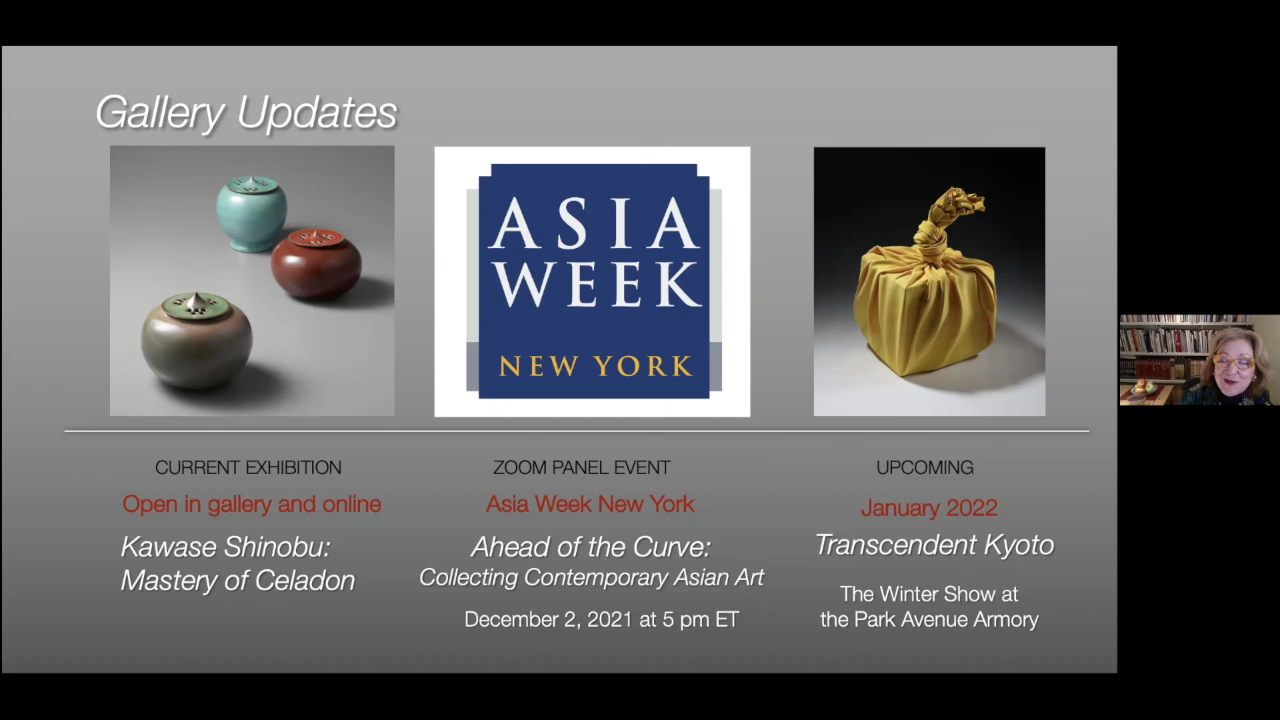 Gallery Updates
ASIA
WEEK
NEW YORK
CURRENT EXHIBITION
Open in gallery and online
Kawase Shinobu:
Mastery of Celadon
ZOOM PANEL EVENT
Asia Week New York
Ahead of the Curve:
Collecting Contemporary Asian Art
December 2, 2021 at 5 pm ET
UPCOMING
January 2022
Transcendent Kyoto
The Winter Show at
the Park Avenue Armory